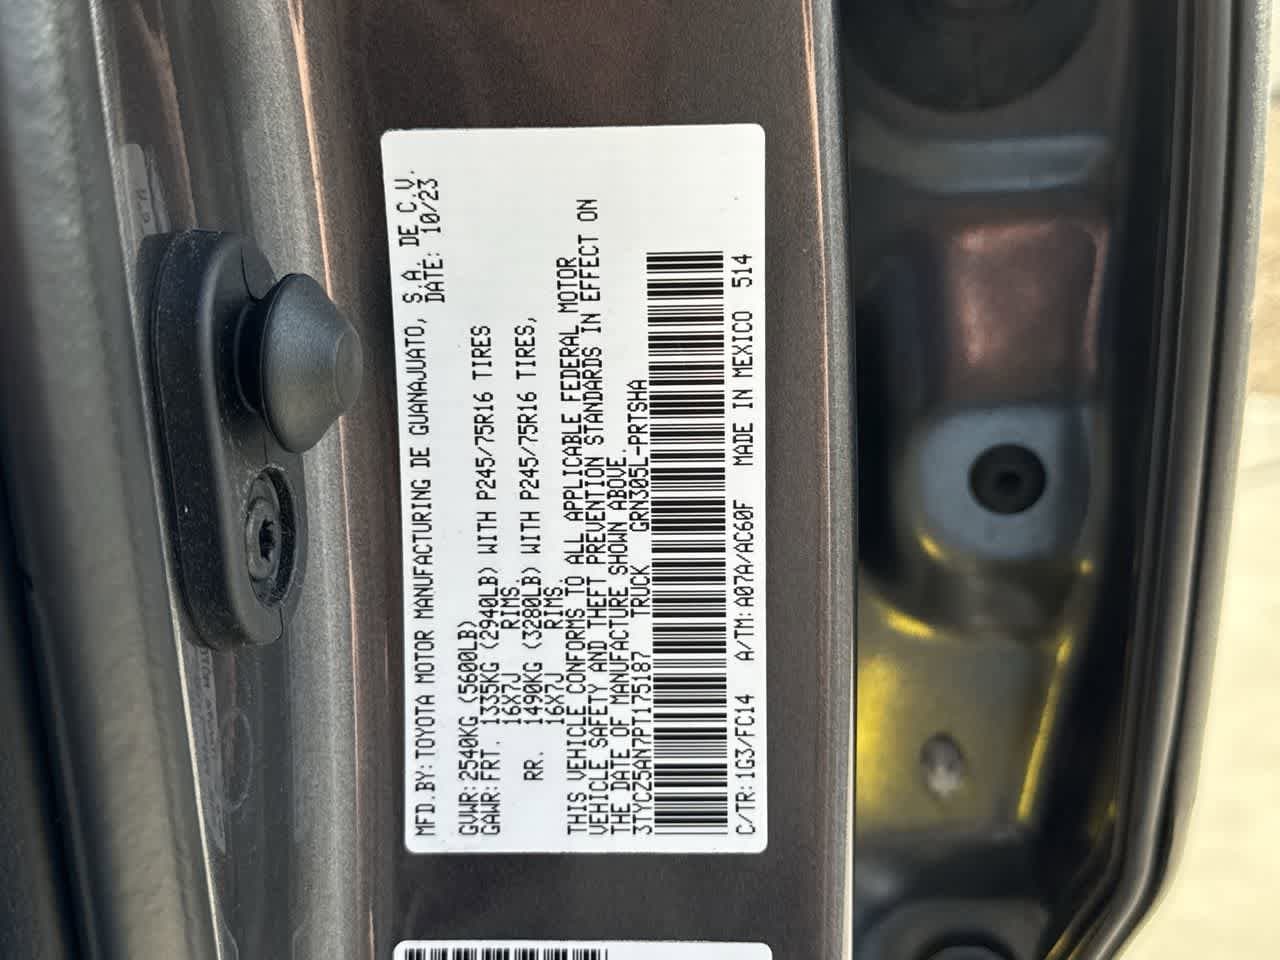 MFD.BY: TOYOTA MOTOR MANUFACTURING DE GUANAJUATO, S.A. DE C.V.
DATE: 10/23
GVWR: 2540KG (5600LB)
GAWR: FRT. 1335KG (2940LB) WITH P245/75R16 TIRES
16X7J RIMS.
RR. 1490KG (3280LB) WITH P245/75R16 TIRES,
16X7J RIMS.
THIS VEHICLE CONFORMS TO ALL APPLICABLE FEDERAL MOTOR
VEHICLE SAFETY AND THEFT PREVENTION STANDARDS IN EFFECT ON
THE DATE OF MANUFACTURE SHOWN ABOVE.
3TYCZ5AN7PT175187 TRUCK GRN305L-PRTSHA
C/TR: 1G3/FC14 A/TM: A07A/AC60F MADE IN MEXICO 514